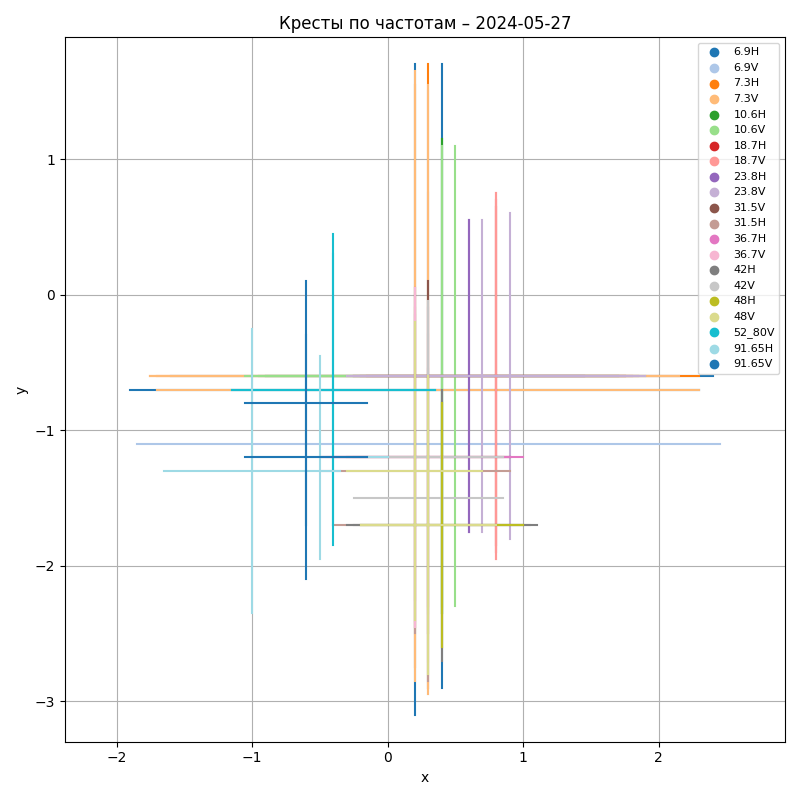 Кресты по частотам – 2024-05-27
6.9H
6.9V
7.3H
7.3V
10.6H
10.6V
18.7H
18.7V
23.8H
23.8V
31.5V
31.5H
36.7H
36.7V
42H
42V
48H
48V
52_80V
91.65H
91.65V
1
0
−1
−2
−3
y
−2 −1 0 1 2
x